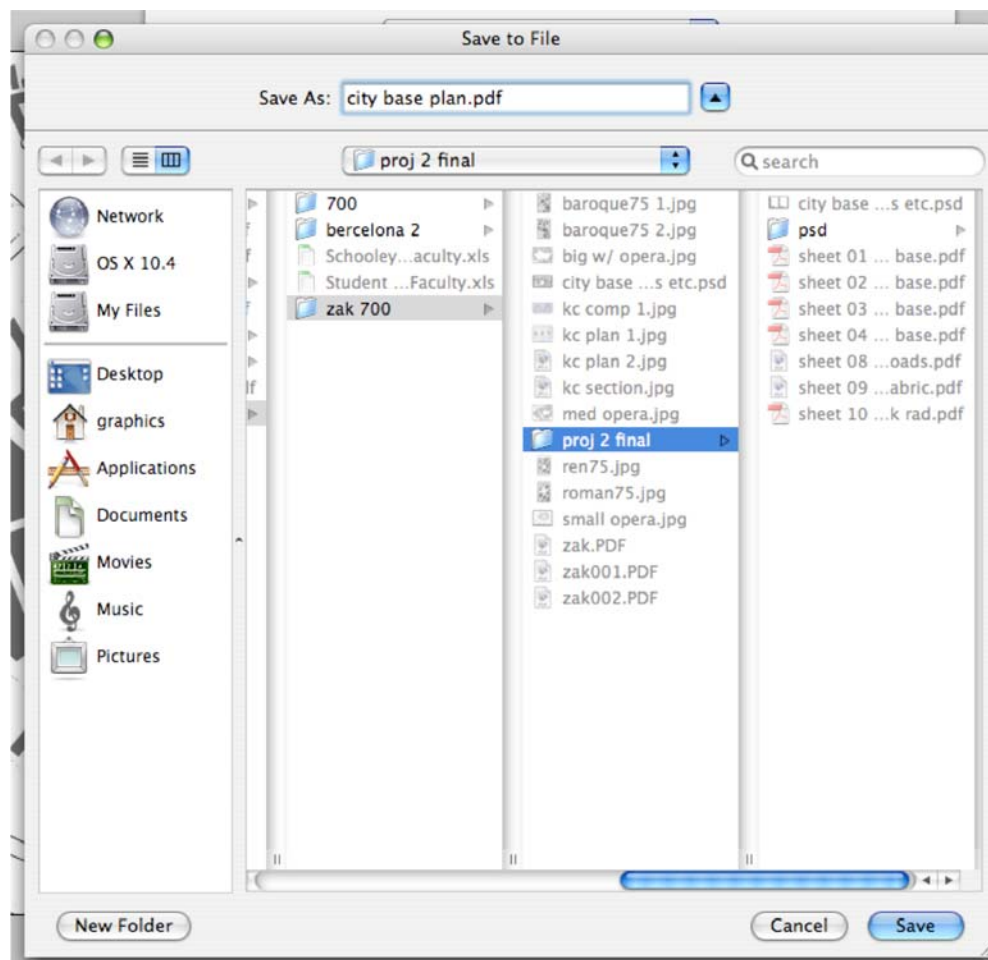 Save to File
Save As: city base plan.pdf
proj 2 final
search
Network
OS X 10.4
My Files
Desktop
graphics
Applications
Documents
Movies
Music
Pictures
f
f
f
lf
700
bercelona 2
Schooley...aculty.xls
Student ...Faculty.xls
zak 700
baroque75 1.jpg
baroque75 2.jpg
big w/ opera.jpg
city base ...s etc.psd
kc comp 1.jpg
kc plan 1.jpg
kc plan 2.jpg
kc section.jpg
med opera.jpg
proj 2 final
ren75.jpg
roman75.jpg
small opera.jpg
zak.PDF
zak001.PDF
zak002.PDF
city base ...s etc.psd
psd
sheet 01 ... base.pdf
sheet 02 ... base.pdf
sheet 03 ... base.pdf
sheet 04 ... base.pdf
sheet 08 ...oads.pdf
sheet 09 ...abric.pdf
sheet 10 ...k rad.pdf
New Folder
Cancel
Save